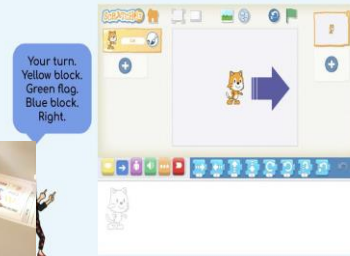 Your turn.
Yellow block.
Green flag.
Blue block.
Right.